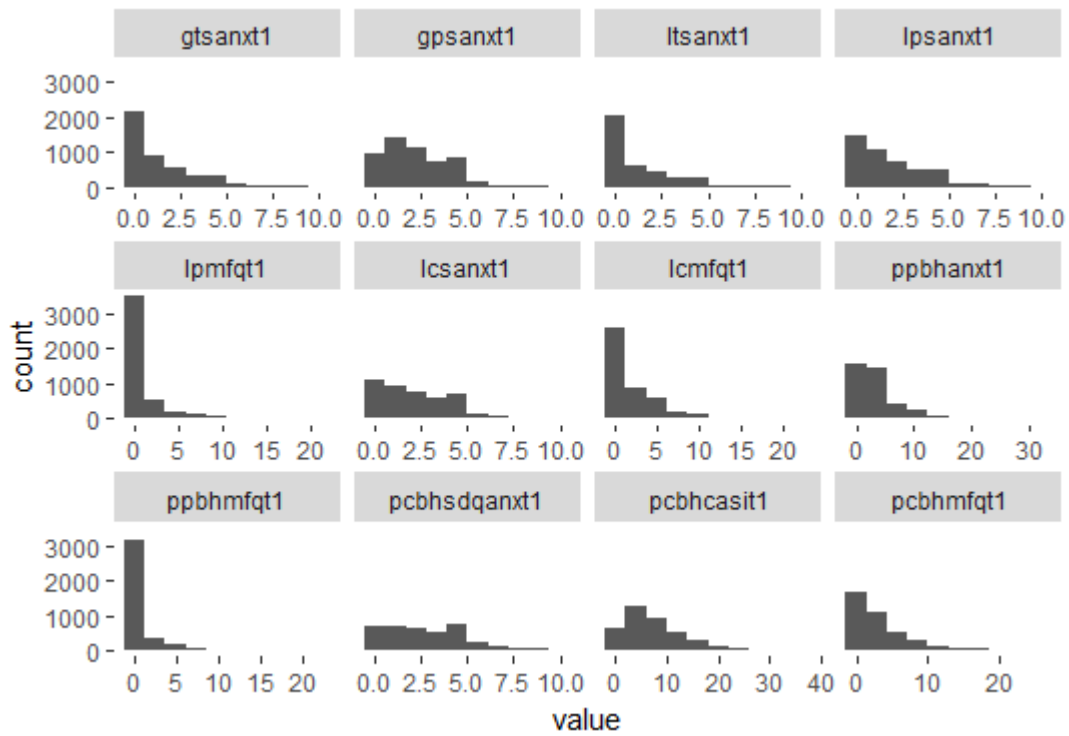 gtsanxt1 gpsanxt1 ltsanxt1 lpsanxt1
3000
2000
1000
0
0.0 2.5 5.0 7.5 10.0 0.0 2.5 5.0 7.5 10.0 0.0 2.5 5.0 7.5 10.0 0.0 2.5 5.0 7.5 10.0
lpmfqt1 lcsanxt1 lcmfqt1 ppbhanxt1
count
3000
2000
1000
0
0 5 10 15 20 0.0 2.5 5.0 7.5 10.0 0 5 10 15 20 0 10 20 30
ppbhmfqt1 pcbhsdqanxt1 pcbhcasit1 pcbhmfqt1
3000
2000
1000
0
0 5 10 15 20 0.0 2.5 5.0 7.5 10.0 0 10 20 30 40 0 10 20
value